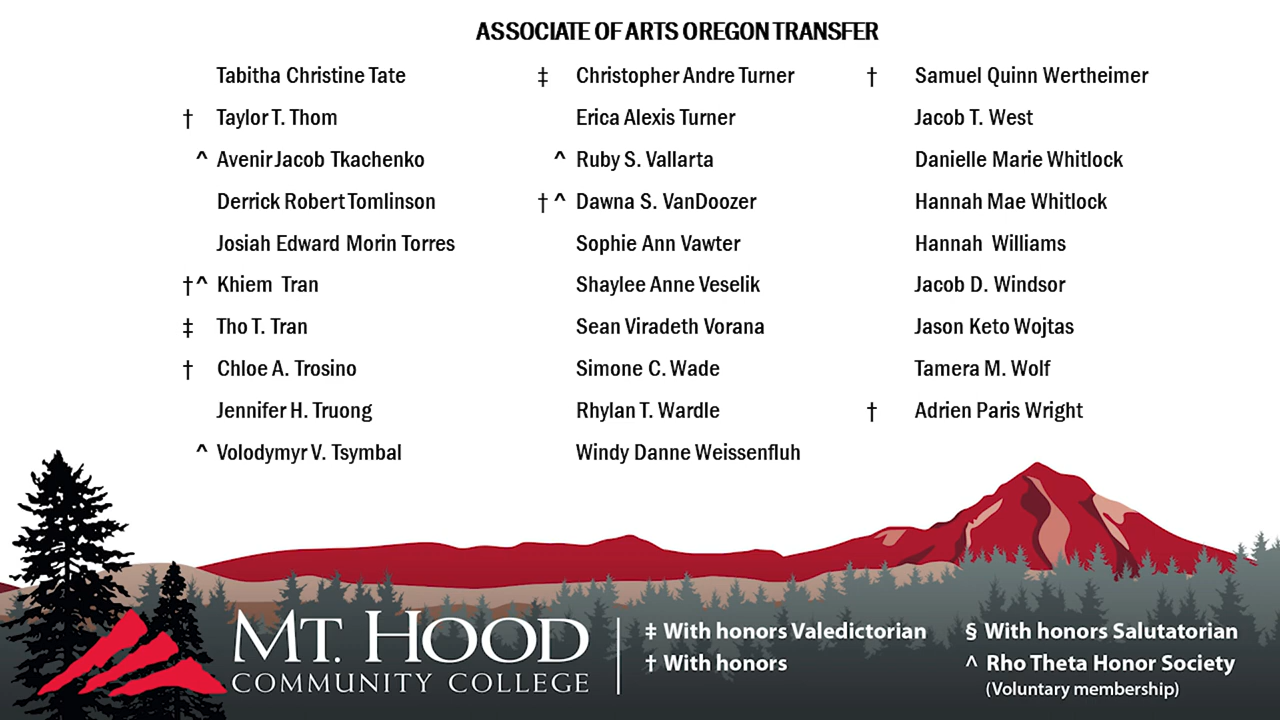 ASSOCIATE OF ARTS OREGON TRANSFER
Tabitha Christine Tate
† Taylor T. Thom
^ Avenir Jacob Tkachenko
Derrick Robert Tomlinson
Josiah Edward Morin Torres
†^ Khiem Tran
‡ Tho T. Tran
† Chloe A. Trosino
Jennifer H. Truong
^ Volodymyr V. Tsymbal
‡ Christopher Andre Turner
Erica Alexis Turner
^ Ruby S. Vallarta
† ^ Dawna S. VanDoozer
Sophie Ann Vawter
Shaylee Anne Veselik
Sean Viradeth Vorana
Simone C. Wade
Rhylan T. Wardle
Windy Danne Weissenfluh
† Samuel Quinn Wertheimer
Jacob T. West
Danielle Marie Whitlock
Hannah Mae Whitlock
Hannah Williams
Jacob D. Windsor
Jason Keto Wojtas
Tamera M. Wolf
† Adrien Paris Wright
MT. HOOD
COMMUNITY COLLEGE
‡ With honors Valedictorian
† With honors
§ With honors Salutatorian
^ Rho Theta Honor Society
(Voluntary membership)